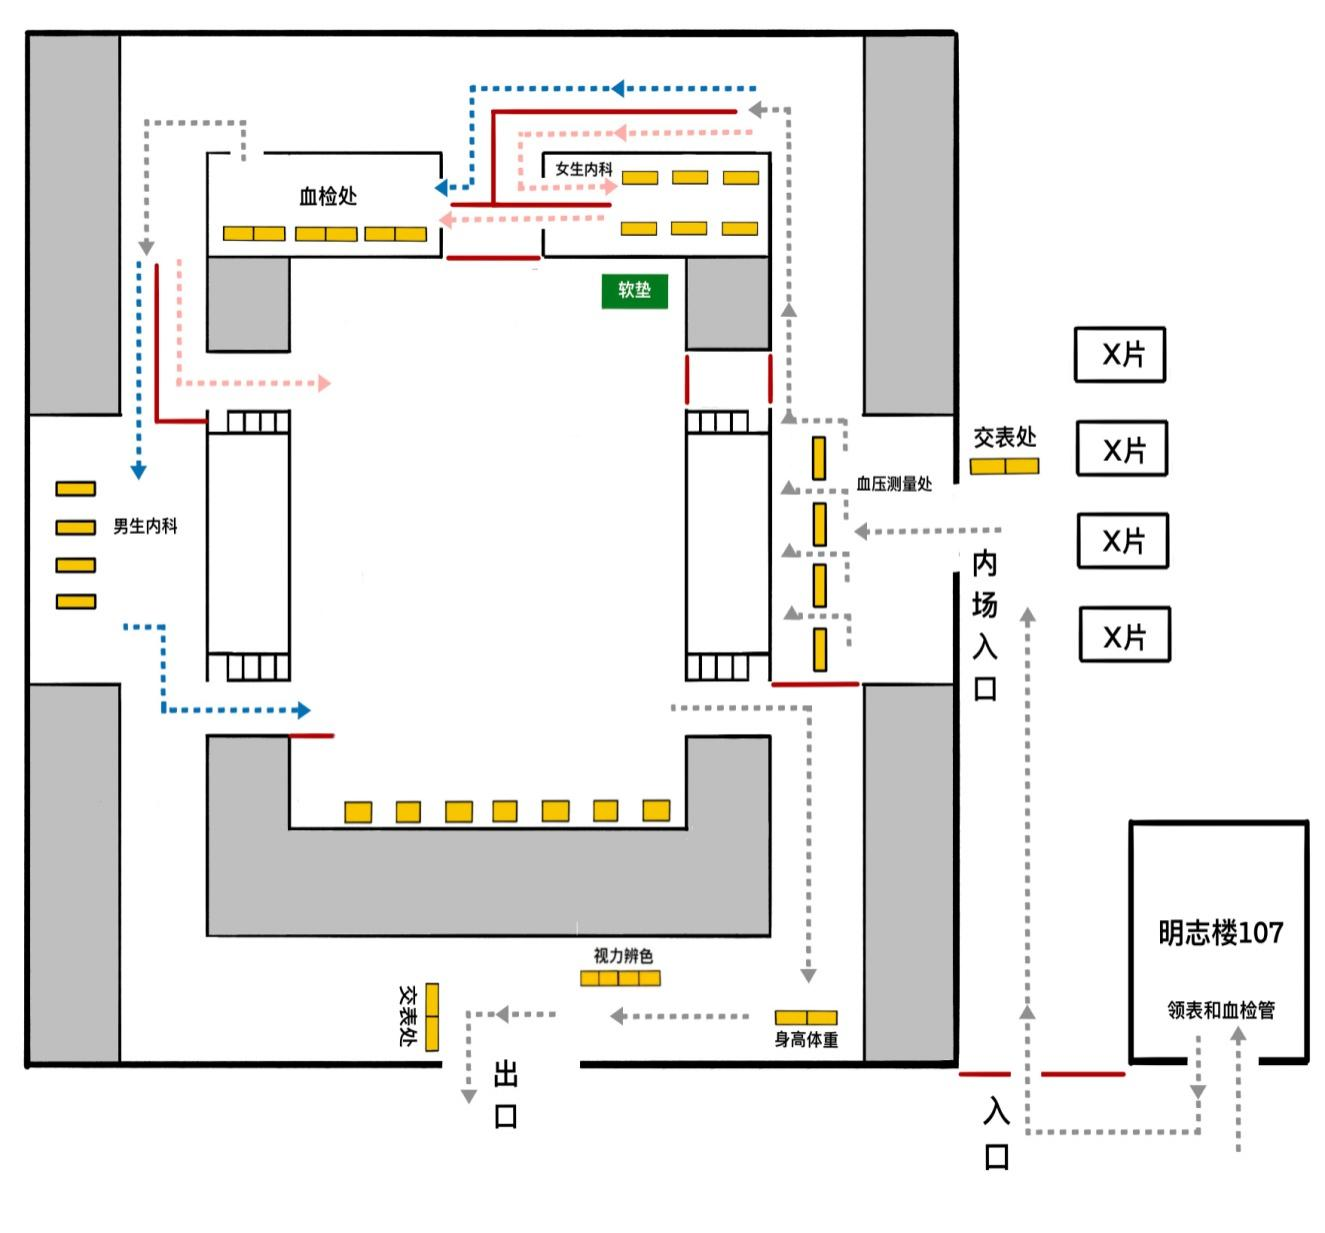 女生内科
血检处
软垫
X片
交表处
X片
血压测量处
男生内科
X片
内场入口
X片
明志楼107
视力辨色
领表和血检管
交表处
身高体重
出口
入口